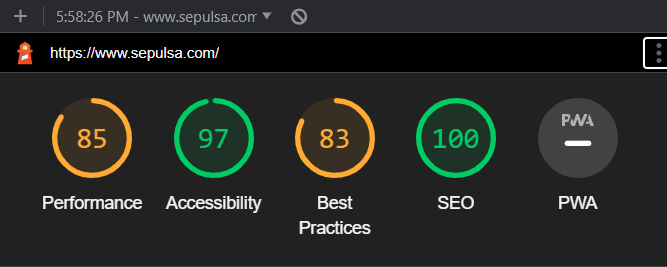 5:58:26 PM - www.sepulsa.com
https://www.sepulsa.com/
85
97
83
100
PWA
Performance
Accessibility
Best
Practices
SEO
PWA